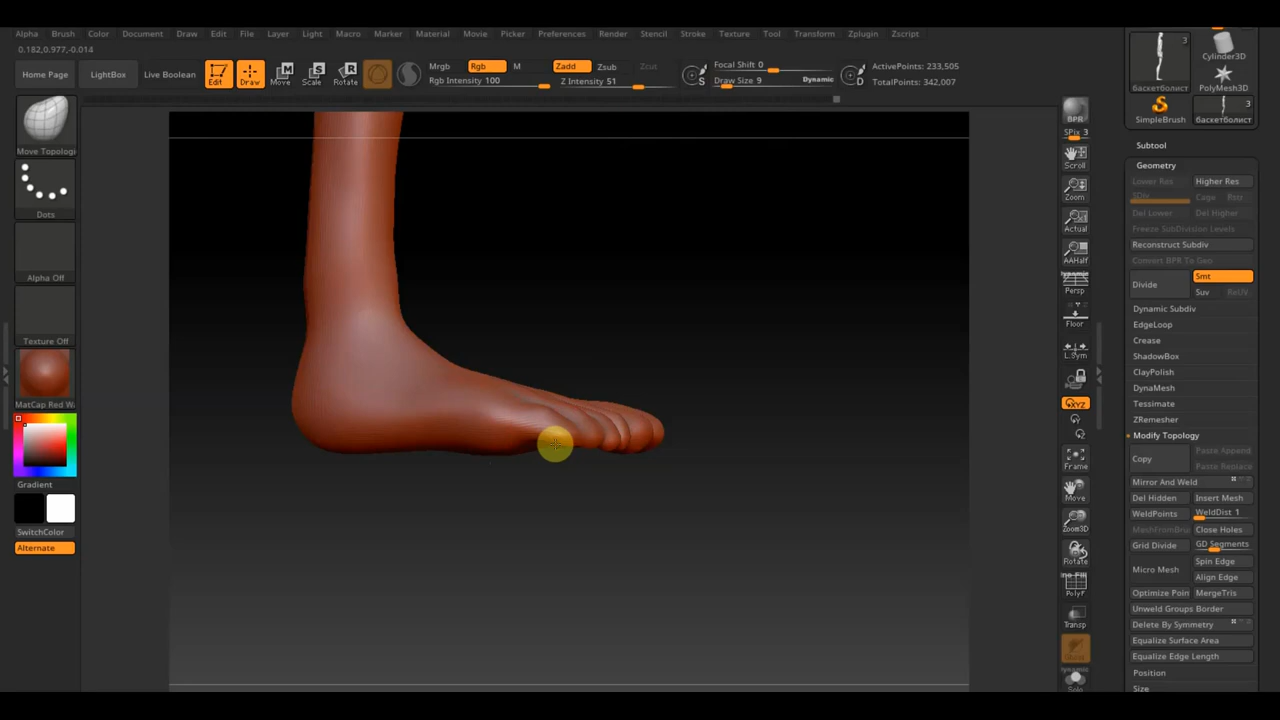 Alpha Brush Color Document Draw Edit File Layer Light Macro Marker Material Movie Picker Preferences Render Stencil Stroke Texture Tool Transform Zplugin Zscript
0.182,0.977,-0.014
Home Page LightBox Live Boolean Edit Draw Move Scale Rotate
Mrgb Rgb M Zadd Zsub Zcut Focal Shift 0 ActivePoints: 233,505
Rgb Intensity 100 Z Intensity 51 Draw Size 9 Dynamic TotalPoints: 342,007
S D
Move Topologi
Dots
Alpha Off
Texture Off
MatCap Red W
Gradient
SwitchColor
Alternate
BPR
SPix 3
Scroll
Zoom
Actual
AAHalf
Dynamic
Persp
Floor
L.Sym
XYZ
Frame
Move
Zoom3D
Rotate
PolyF
Transp
Solo
3
баскетболист
Cylinder3D
PolyMesh3D
SimpleBrush
3
баскетболист
Subtool
Geometry
Lower Res Higher Res
SDiv Cage Rstr
Del Lower Del Higher
Freeze SubDivision Levels
Reconstruct Subdiv
Convert BPR To Geo
Divide Smt
Suv ReUV
Dynamic Subdiv
EdgeLoop
Crease
ShadowBox
ClayPolish
DynaMesh
Tessimate
ZRemesher
Modify Topology
Copy Paste Append
Paste Replace
Mirror And Weld
Del Hidden Insert Mesh
WeldPoints WeldDist 1
MeshFromBru Close Holes
Grid Divide GD Segments
Micro Mesh Spin Edge
Align Edge
Optimize Poin MergeTris
Unweld Groups Border
Delete By Symmetry
Equalize Surface Area
Equalize Edge Length
Position
Size